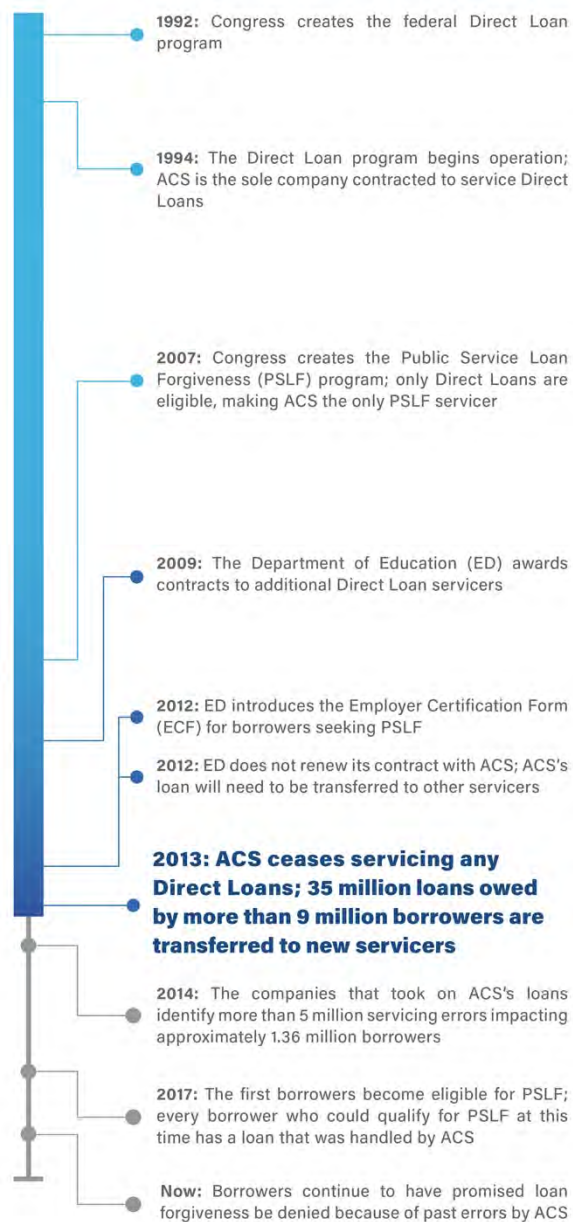 1992: Congress creates the federal Direct Loan
program
1994: The Direct Loan program begins operation;
ACS is the sole company contracted to service Direct
Loans
2007: Congress creates the Public Service Loan
Forgiveness (PSLF) program; only Direct Loans are
eligible, making ACS the only PSLF servicer
2009: The Department of Education (ED) awards
contracts to additional Direct Loan servicers
2012: ED introduces the Employer Certification Form
(ECF) for borrowers seeking PSLF
2012: ED does not renew its contract with ACS; ACS's
loan will need to be transferred to other servicers
2013: ACS ceases servicing any
Direct Loans; 35 million loans owed
by more than 9 million borrowers are
transferred to new servicers
2014: The companies that took on ACS's loans
identify more than 5 million servicing errors impacting
approximately 1.36 million borrowers
2017: The first borrowers become eligible for PSLF;
every borrower who could qualify for PSLF at this
time has a loan that was handled by ACS
Now: Borrowers continue to have promised loan
forgiveness be denied because of past errors by ACS